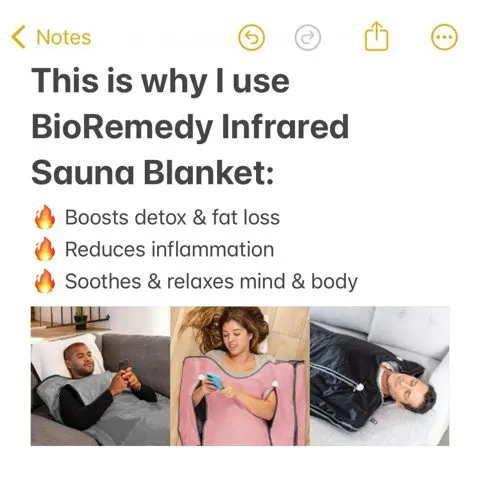 Notes
This is why I use
BioRemedy Infrared
Sauna Blanket:
🔥 Boosts detox & fat loss
🔥 Reduces inflammation
🔥 Soothes & relaxes mind & body